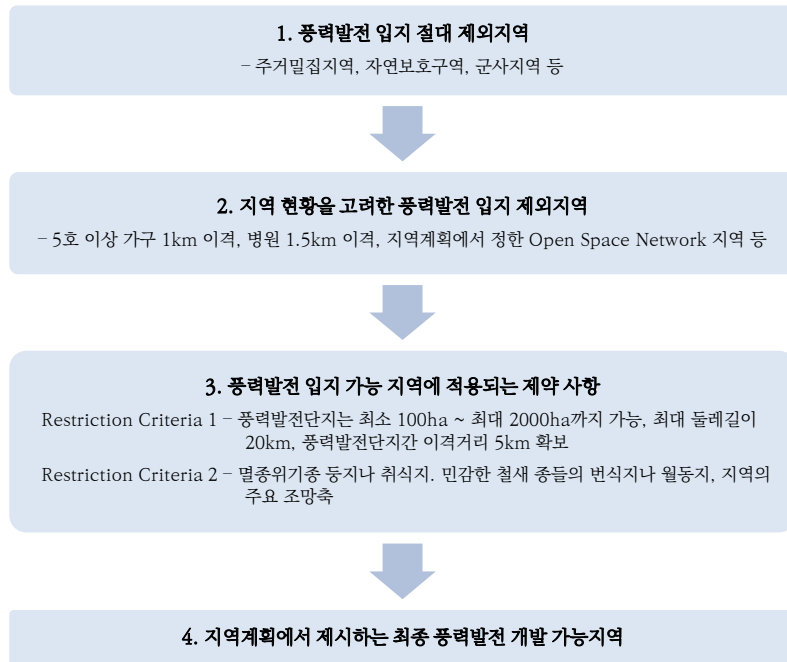 1. 풍력발전 입지 절대 제외지역
- 주거밀집지역, 자연보호구역, 군사지역 등
2. 지역 현황을 고려한 풍력발전 입지 제외지역
- 5호 이상 가구 1km 이격, 병원 1.5km 이격, 지역계획에서 정한 Open Space Network 지역 등
3. 풍력발전 입지 가능 지역에 적용되는 제약 사항
Restriction Criteria 1 - 풍력발전단지는 최소 100ha ~ 최대 2000ha까지 가능, 최대 둘레길이
20km, 풍력발전단지간 이격거리 5km 확보
Restriction Criteria 2 - 멸종위기종 둥지나 취식지. 민감한 철새 종들의 번식지나 월동지, 지역의
주요 조망축
4. 지역계획에서 제시하는 최종 풍력발전 개발 가능지역